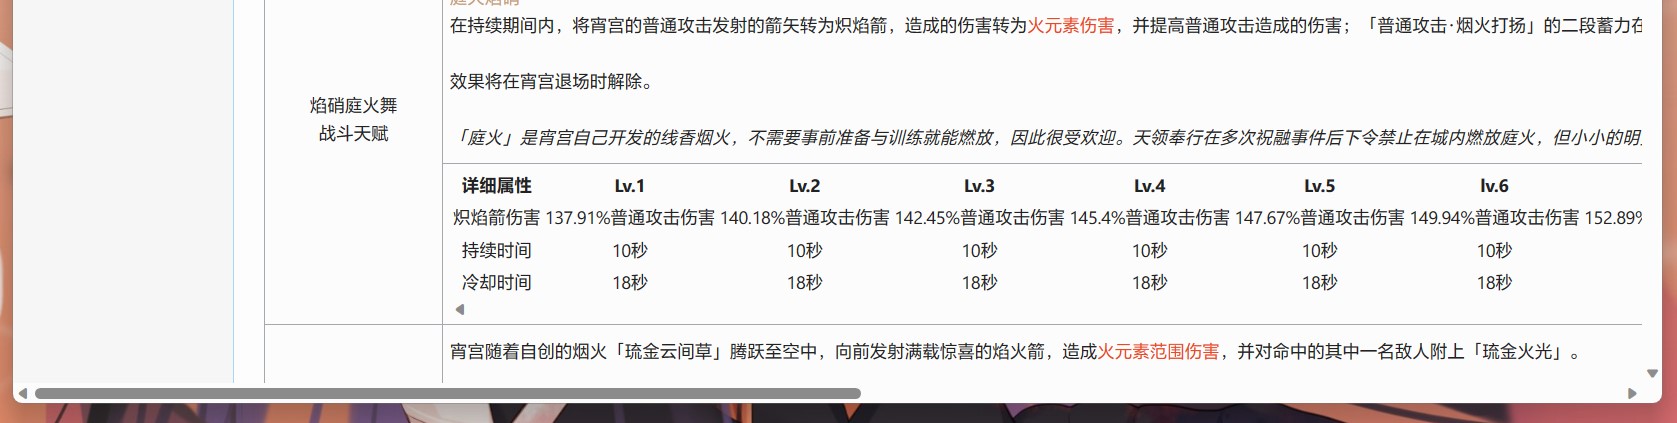 在持续期间内，将宵宫的普通攻击发射的箭矢转为炽焰箭，造成的伤害转为火元素伤害，并提高普通攻击造成的伤害；「普通攻击·烟火打扬」的二段蓄力在
效果将在宵宫退场时解除。
焰硝庭火舞
战斗天赋
「庭火」是宵宫自己开发的线香烟火，不需要事前准备与训练就能燃放，因此很受欢迎。天领奉行在多次祝融事件后下令禁止在城内燃放庭火，但小小的明
详细属性 Lv.1 Lv.2 Lv.3 Lv.4 Lv.5 lv.6
炽焰箭伤害 137.91%普通攻击伤害 140.18%普通攻击伤害 142.45%普通攻击伤害 145.4%普通攻击伤害 147.67%普通攻击伤害 149.94%普通攻击伤害 152.89%
持续时间 10秒 10秒 10秒 10秒 10秒 10秒
冷却时间 18秒 18秒 18秒 18秒 18秒 18秒
宵宫随着自创的烟火「琉金云间草」腾跃至空中，向前发射满载惊喜的焰火箭，造成火元素范围伤害，并对命中的其中一名敌人附上「琉金火光」。